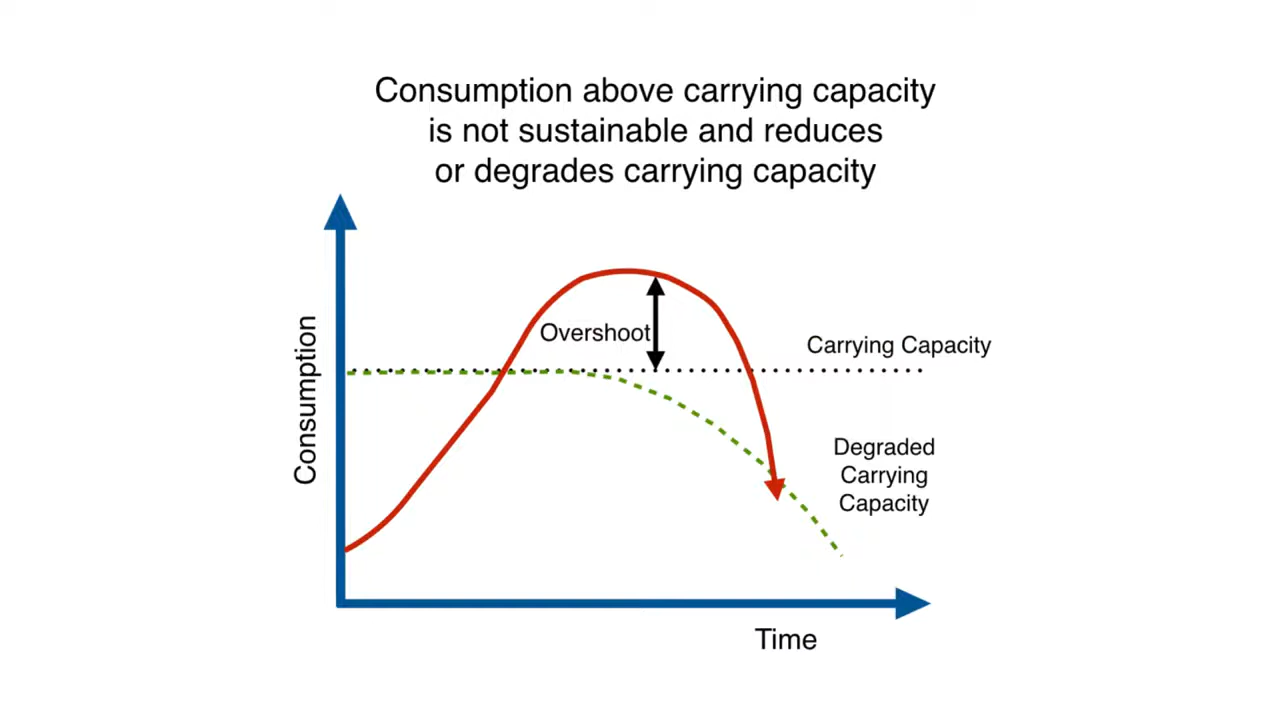 Consumption above carrying capacity
is not sustainable and reduces
or degrades carrying capacity
Consumption
Overshoot
Carrying Capacity
Degraded
Carrying
Capacity
Time